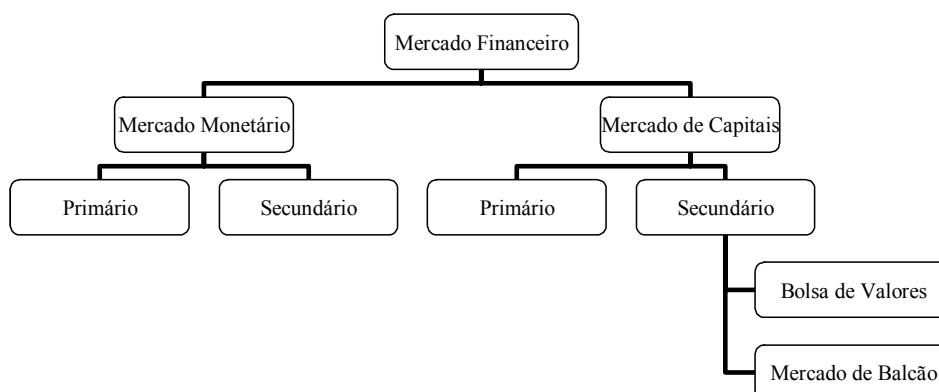 Mercado Financeiro
Mercado Monetário
Mercado de Capitais
Primário
Secundário
Primário
Secundário
Bolsa de Valores
Mercado de Balcão